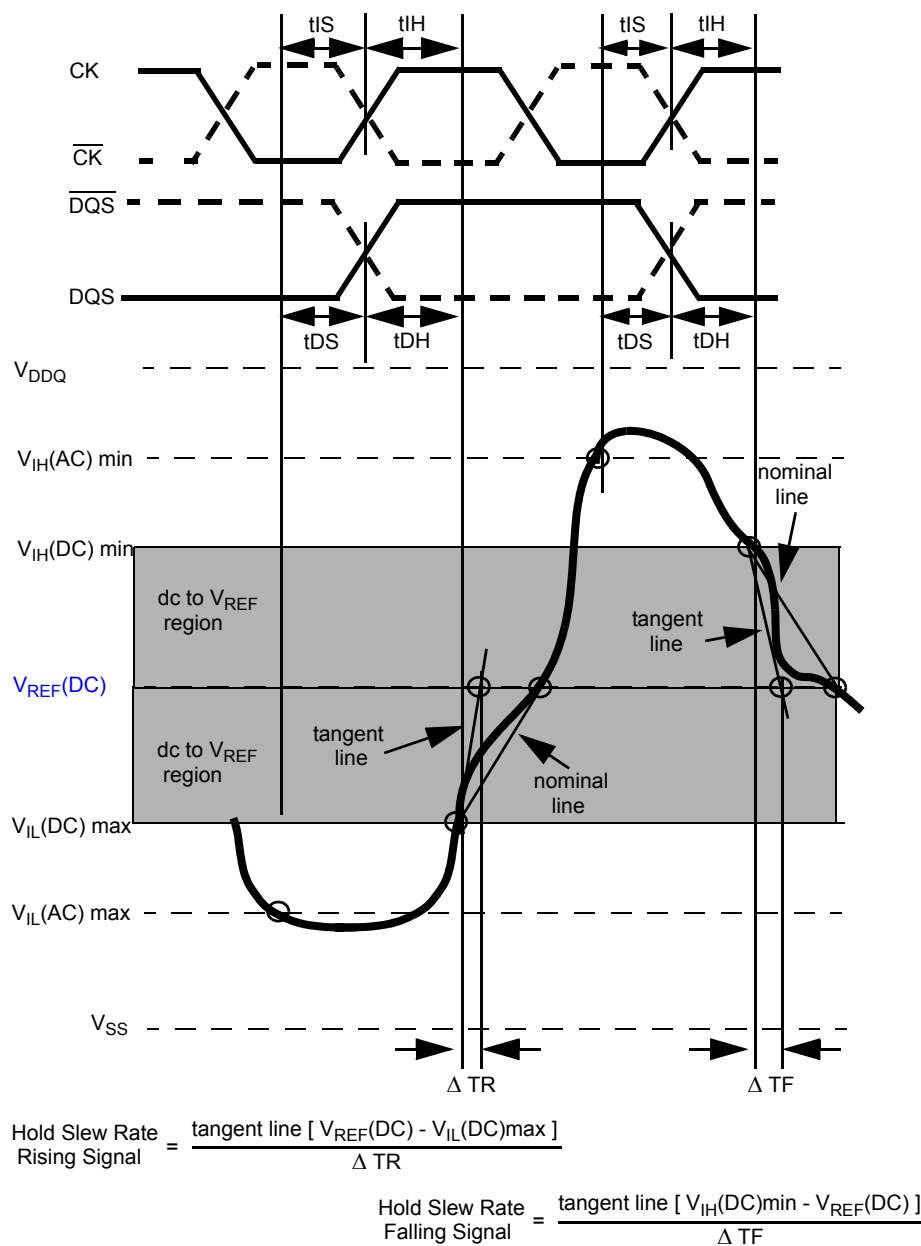 tIS tIH tIS tIH
CK
CK
DQS
DQS
tDS tDH tDS tDH
VDDQ
VIH(AC) min
nominal
line
VIH(DC) min
dc to VREF
region
tangent
line
VREF(DC)
tangent
line
dc to VREF
region
nominal
line
VIL(DC) max
VIL(AC) max
VSS
Δ TR Δ TF
Hold Slew Rate
Rising Signal
=
tangent line [ VREF(DC) - VIL(DC)max ]
Δ TR
Hold Slew Rate
Falling Signal
=
tangent line [ VIH(DC)min - VREF(DC) ]
Δ TF